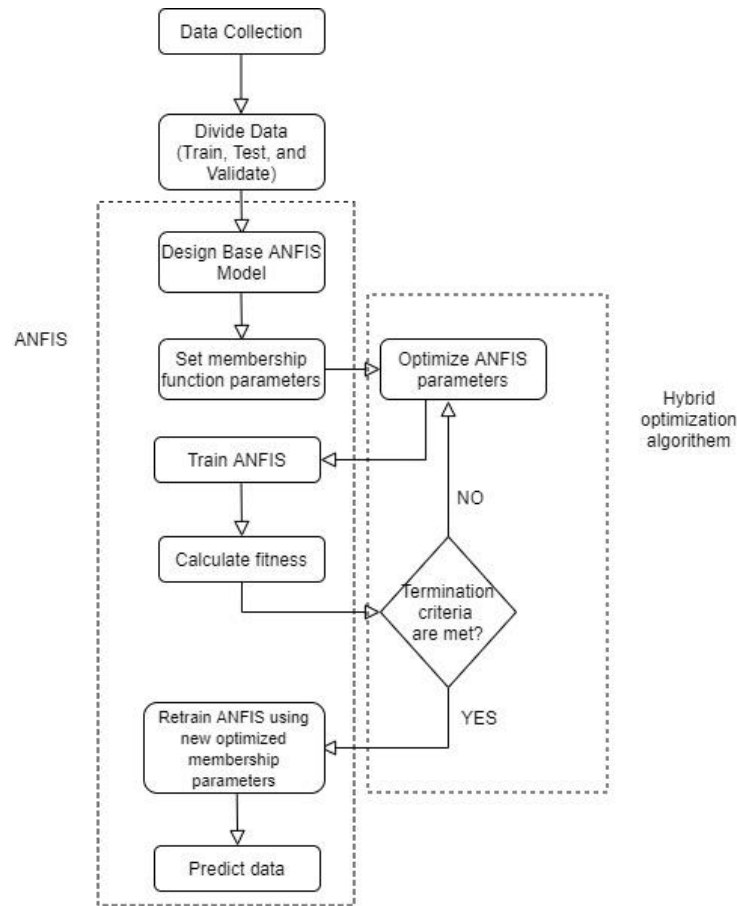 Data Collection
Divide Data
(Train, Test, and
Validate)
Design Base ANFIS
Model
ANFIS
Set membership
function parameters
Optimize ANFIS
parameters
Hybrid
optimization
algorithem
Train ANFIS
NO
Calculate fitness
Termination
criteria
are met?
YES
Retrain ANFIS using
new optimized
membership
parameters
Predict data